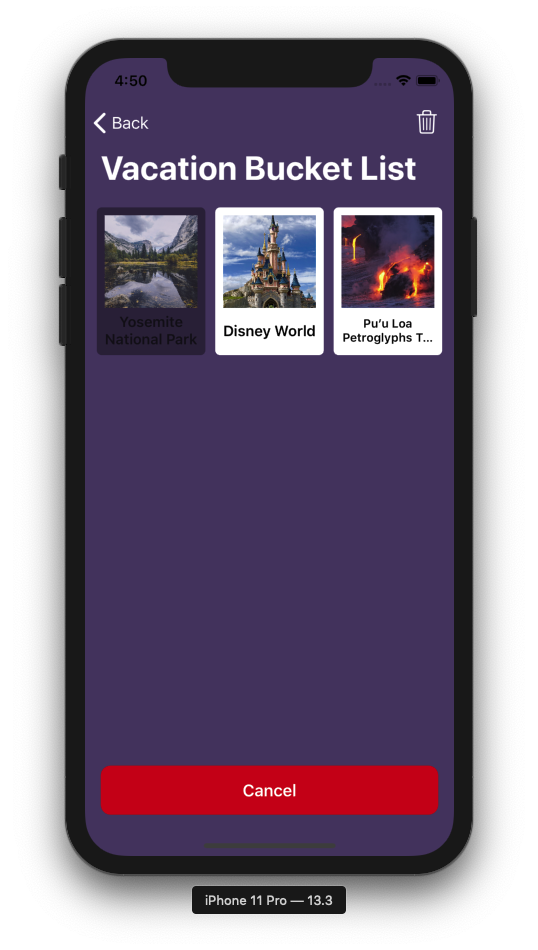 4:50
Back
Vacation Bucket List
Yosemite
National Park
Disney World
Pu‘u Loa
Petroglyphs T...
Cancel
iPhone 11 Pro — 13.3